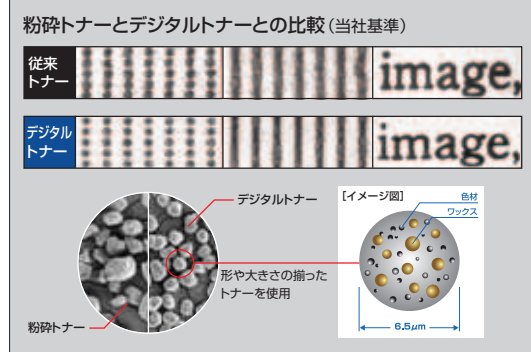 粉砕トナーとデジタルトナーとの比較(当社基準)
従来
トナー
image,
デジタル
トナー
image,
デジタルトナー
[イメージ図]
色材
ワックス
形や大きさの揃った
トナーを使用
粉砕トナー
6.5μm